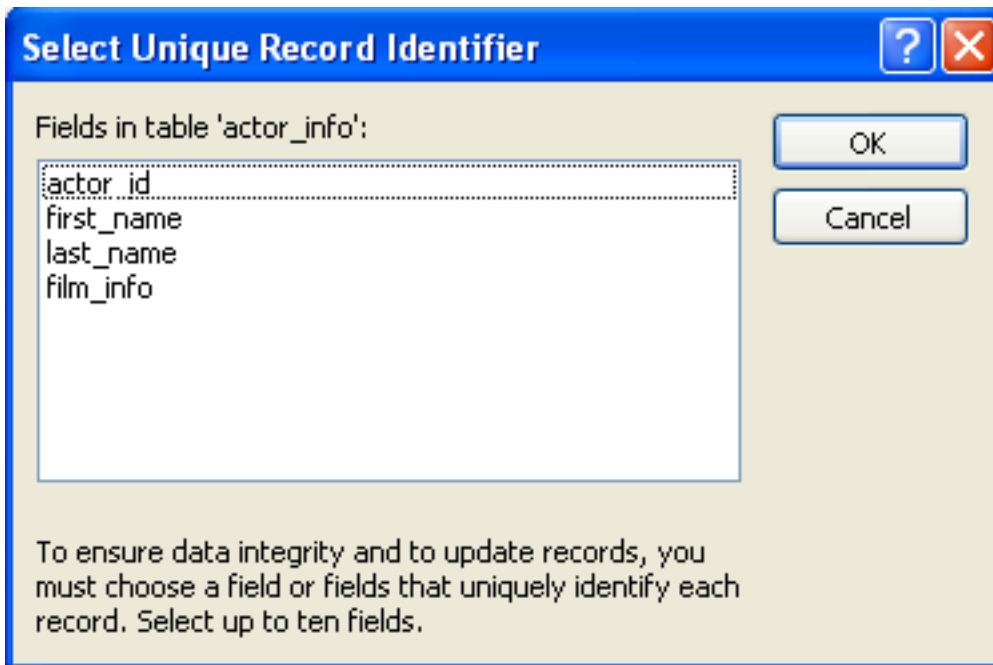 Select Unique Record Identifier
Fields in table 'actor_info':
OK
actor_id
first_name
Cancel
last_name
film_info
To ensure data integrity and to update records, you
must choose a field or fields that uniquely identify each
record. Select up to ten fields.